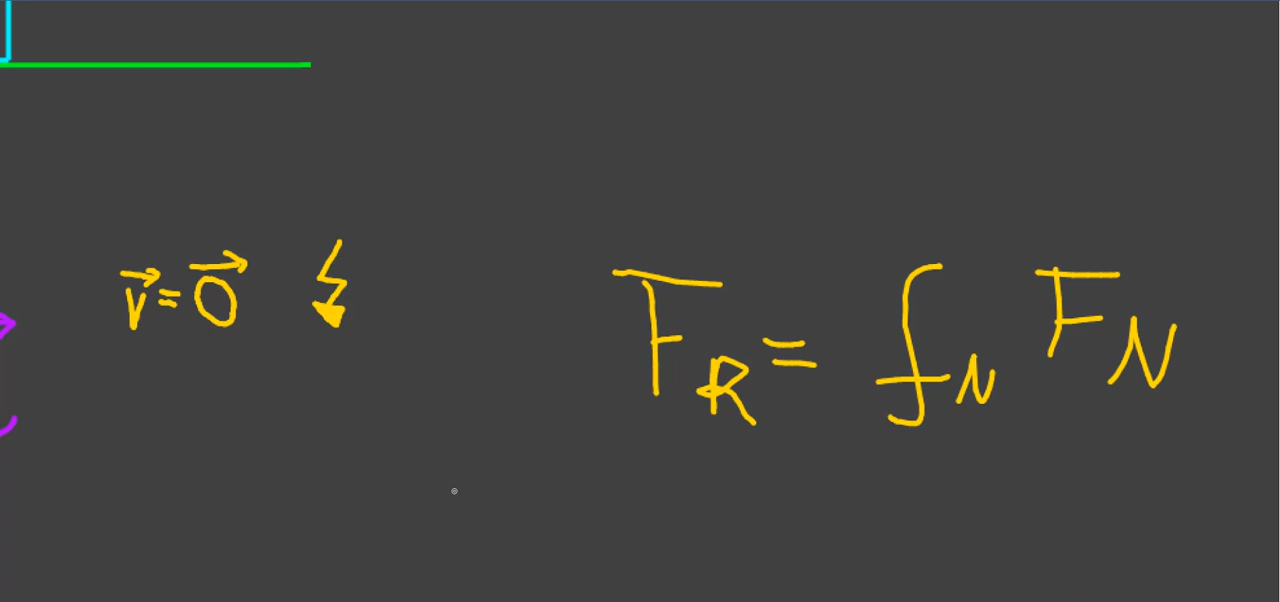 v⃗ = 0⃗ ↯
F_R = f_N F_N